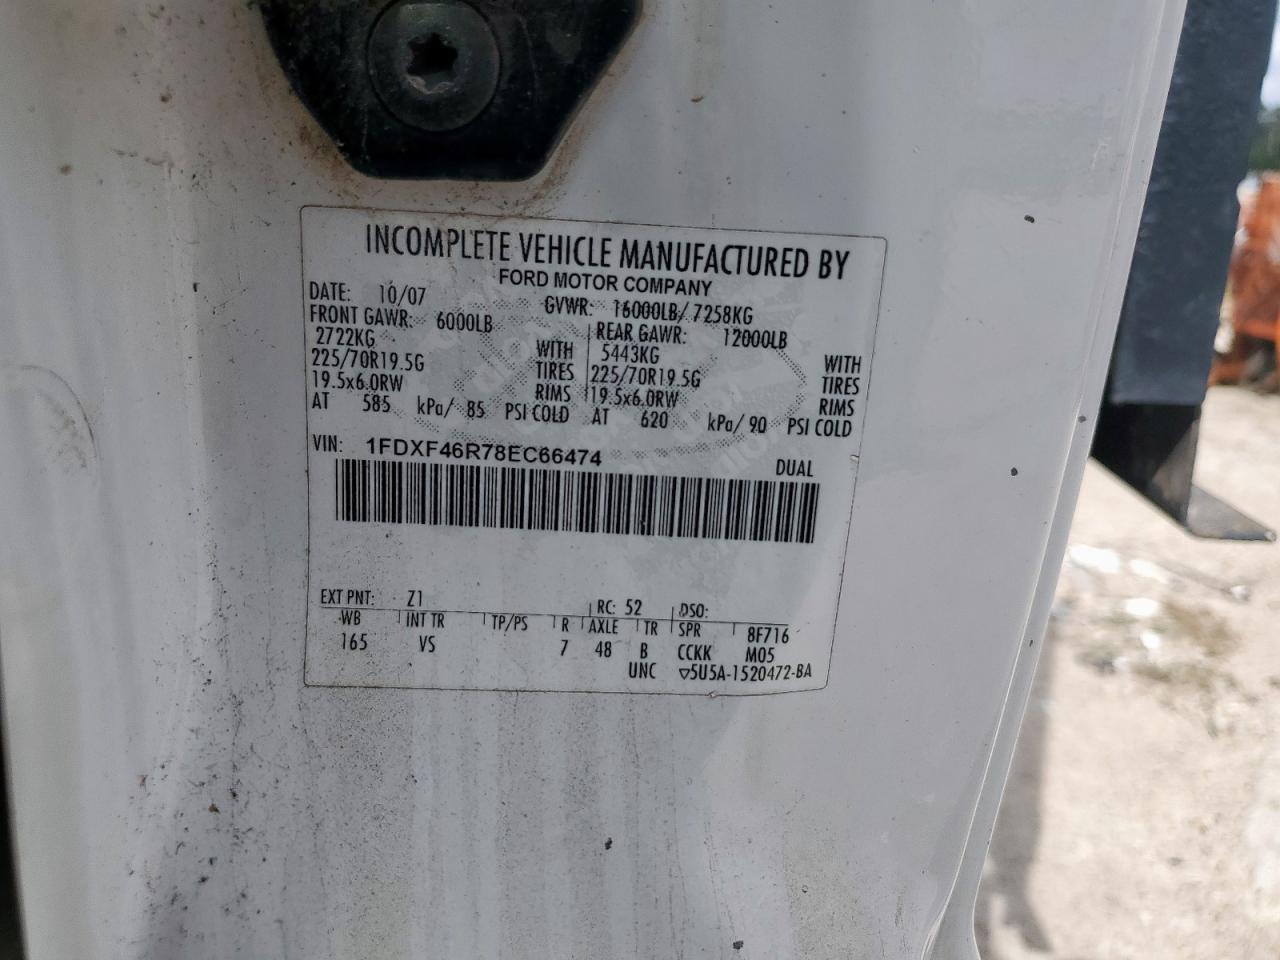 INCOMPLETE VEHICLE MANUFACTURED BY
FORD MOTOR COMPANY
DATE: 10/07 GVWR: 16000LB/ 7258KG
FRONT GAWR: 6000LB REAR GAWR: 12000LB
2722KG WITH 5443KG WITH
225/70R19.5G TIRES 225/70R19.5G TIRES
19.5x6.0RW RIMS 19.5x6.0RW RIMS
AT 585 kPa/ 85 PSI COLD AT 620 kPa/ 90 PSI COLD
VIN: 1FDXF46R78EC66474
DUAL
EXT PNT: Z1 RC: 52 DSO:
WB INT TR TP/PS R AXLE TR SPR 8F716
165 VS 7 48 B CCKK M05
UNC ▽5U5A-1520472-BA